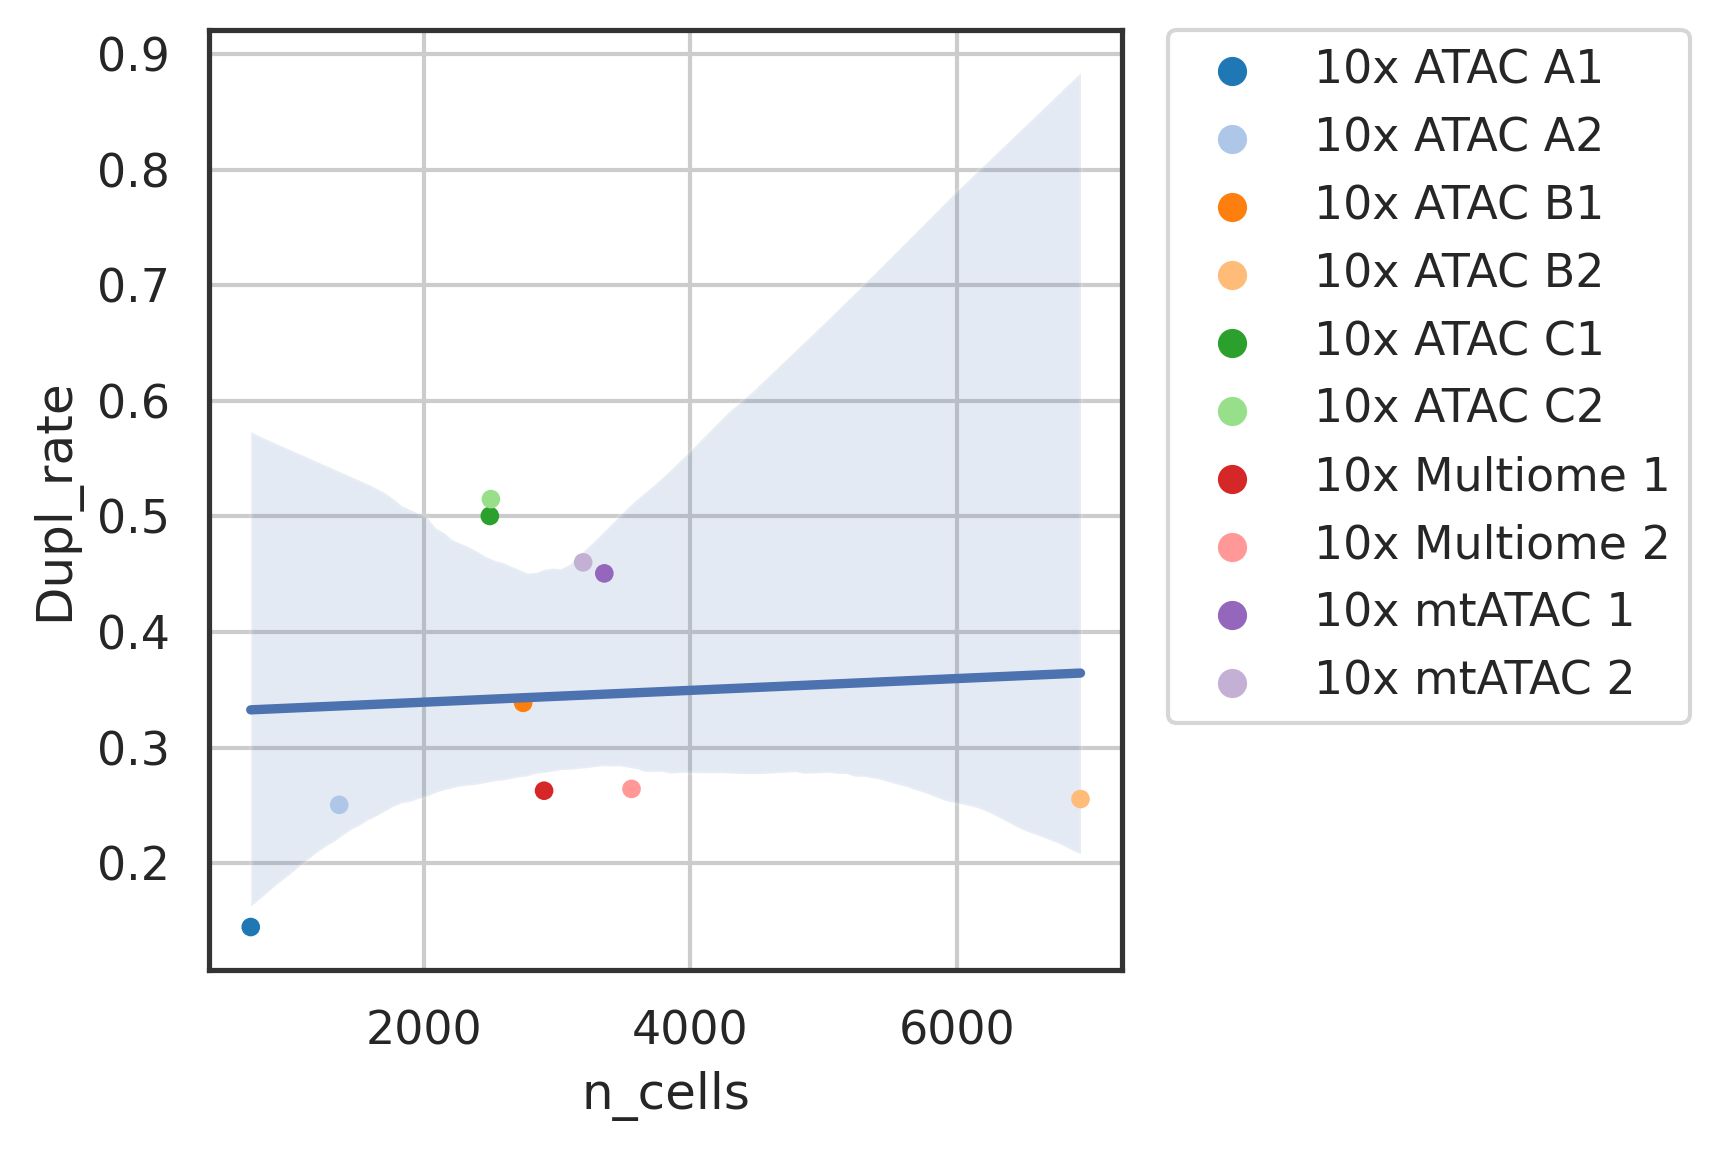 0.9
0.8
0.7
0.6
0.5
0.4
0.3
0.2
Dupl_rate
2000 4000 6000
n_cells
10x ATAC A1
10x ATAC A2
10x ATAC B1
10x ATAC B2
10x ATAC C1
10x ATAC C2
10x Multiome 1
10x Multiome 2
10x mtATAC 1
10x mtATAC 2